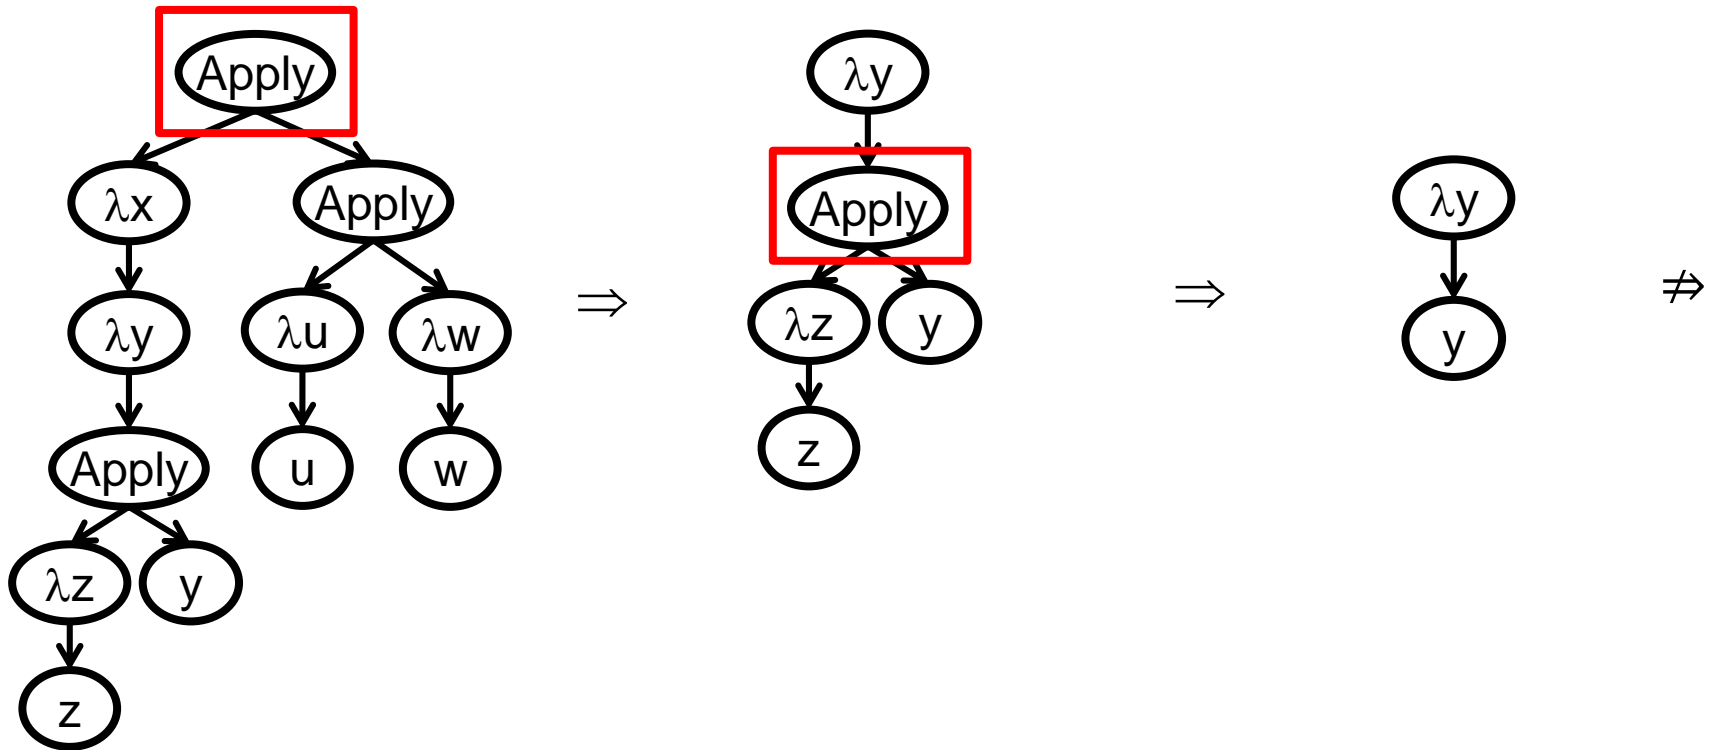 Apply
λx Apply
λy λu λw
Apply u w
λz y
z
⇒
λy
Apply
λz y
z
⇒
λy
y
⇏